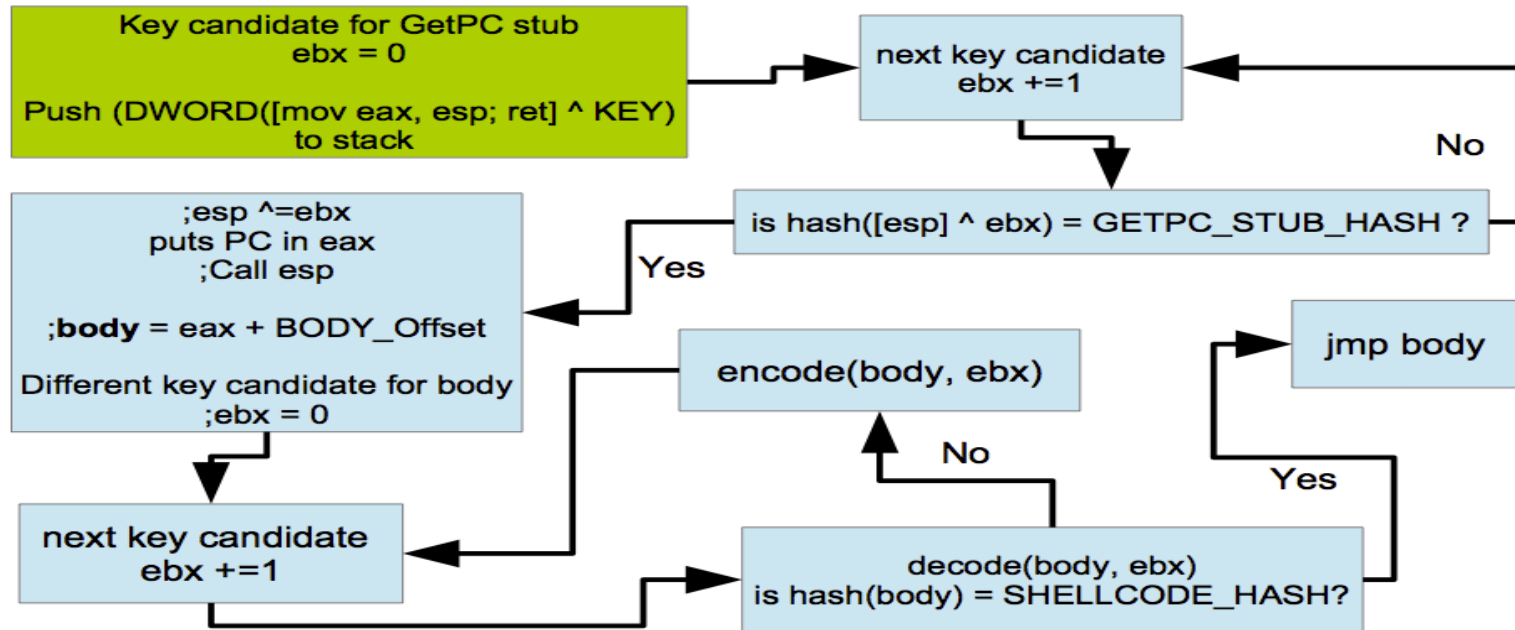 Key candidate for GetPC stub
ebx = 0
Push (DWORD([mov eax, esp; ret] ^ KEY)
to stack
next key candidate
ebx +=1
No
is hash([esp] ^ ebx) = GETPC_STUB_HASH ?
Yes
;esp ^=ebx
puts PC in eax
;Call esp
;body = eax + BODY_Offset
Different key candidate for body
;ebx = 0
next key candidate
ebx +=1
decode(body, ebx)
is hash(body) = SHELLCODE_HASH?
No
encode(body, ebx)
Yes
jmp body